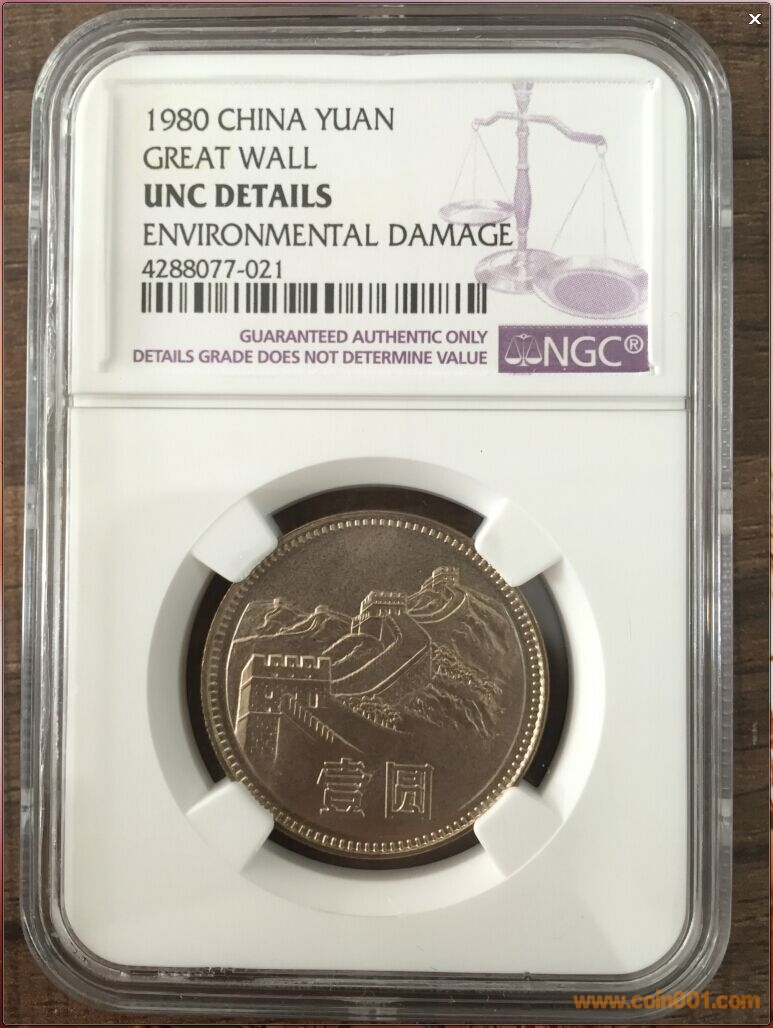 1980 CHINA YUAN
GREAT WALL
UNC DETAILS
ENVIRONMENTAL DAMAGE
4288077-021
GUARANTEED AUTHENTIC ONLY
DETAILS GRADE DOES NOT DETERMINE VALUE
NGC®
壹圆
www.coin001.com